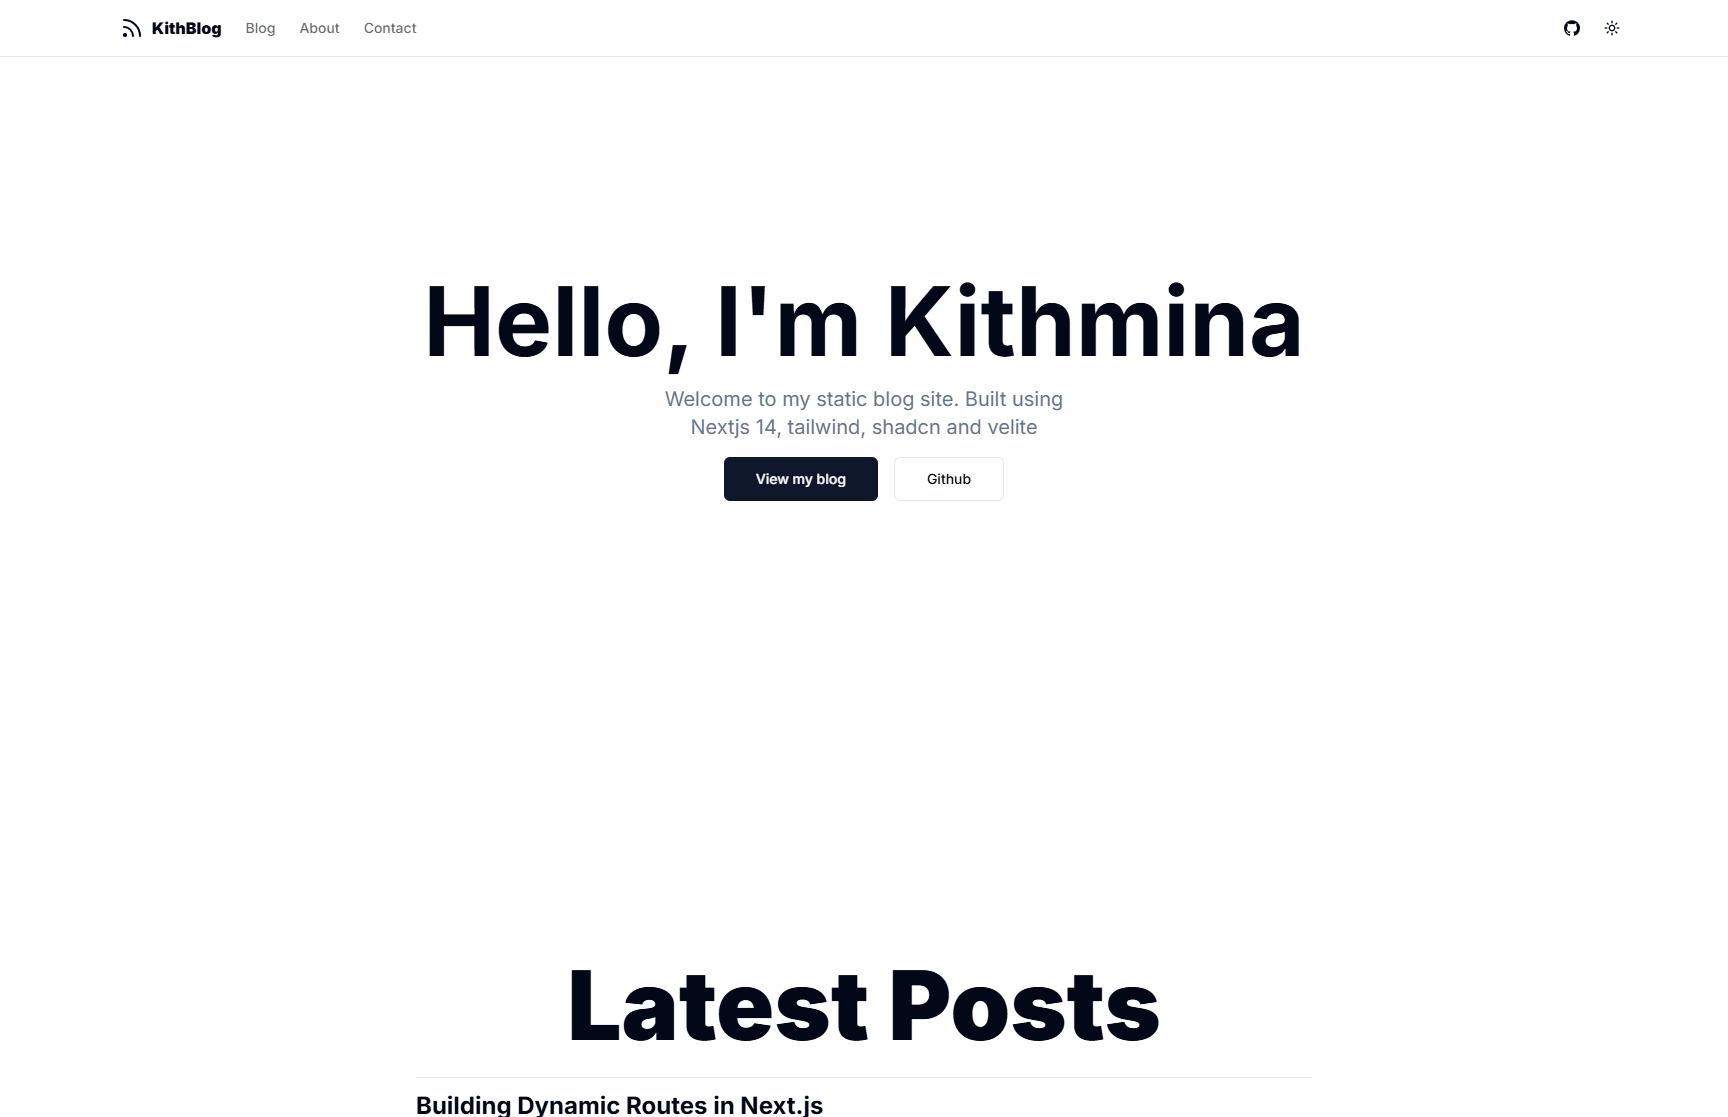 KithBlog Blog About Contact
Hello, I'm Kithmina
Welcome to my static blog site. Built using
Nextjs 14, tailwind, shadcn and velite
View my blog Github
Latest Posts
Building Dynamic Routes in Next.js